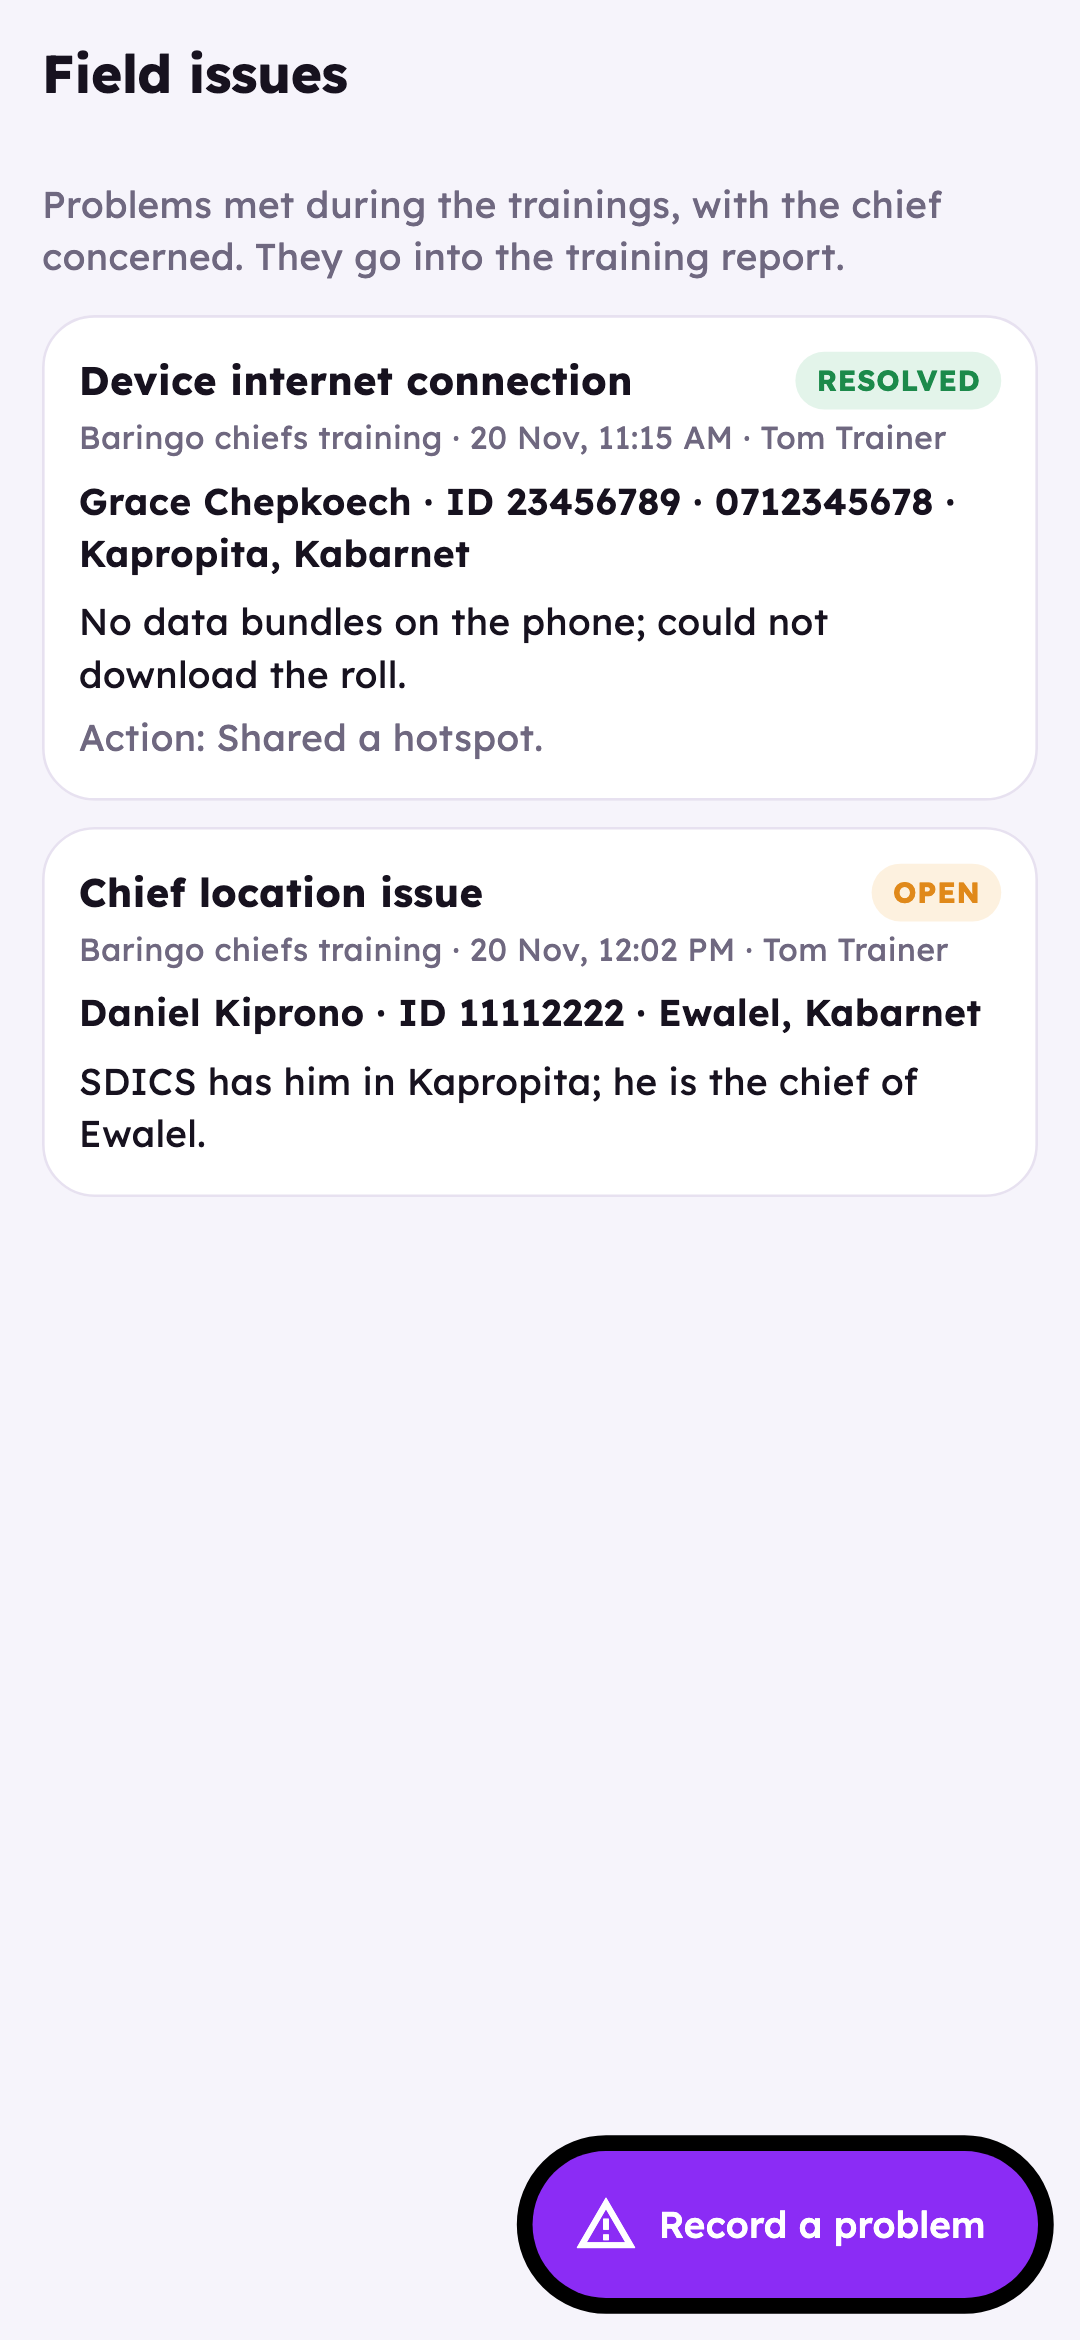 Field issues
Problems met during the trainings, with the chief
concerned. They go into the training report.
Device internet connection
RESOLVED
Baringo chiefs training · 20 Nov, 11:15 AM · Tom Trainer
Grace Chepkoech · ID 23456789 · 0712345678 ·
Kapropita, Kabarnet
No data bundles on the phone; could not
download the roll.
Action: Shared a hotspot.
Chief location issue
OPEN
Baringo chiefs training · 20 Nov, 12:02 PM · Tom Trainer
Daniel Kiprono · ID 11112222 · Ewalel, Kabarnet
SDICS has him in Kapropita; he is the chief of
Ewalel.
Record a problem